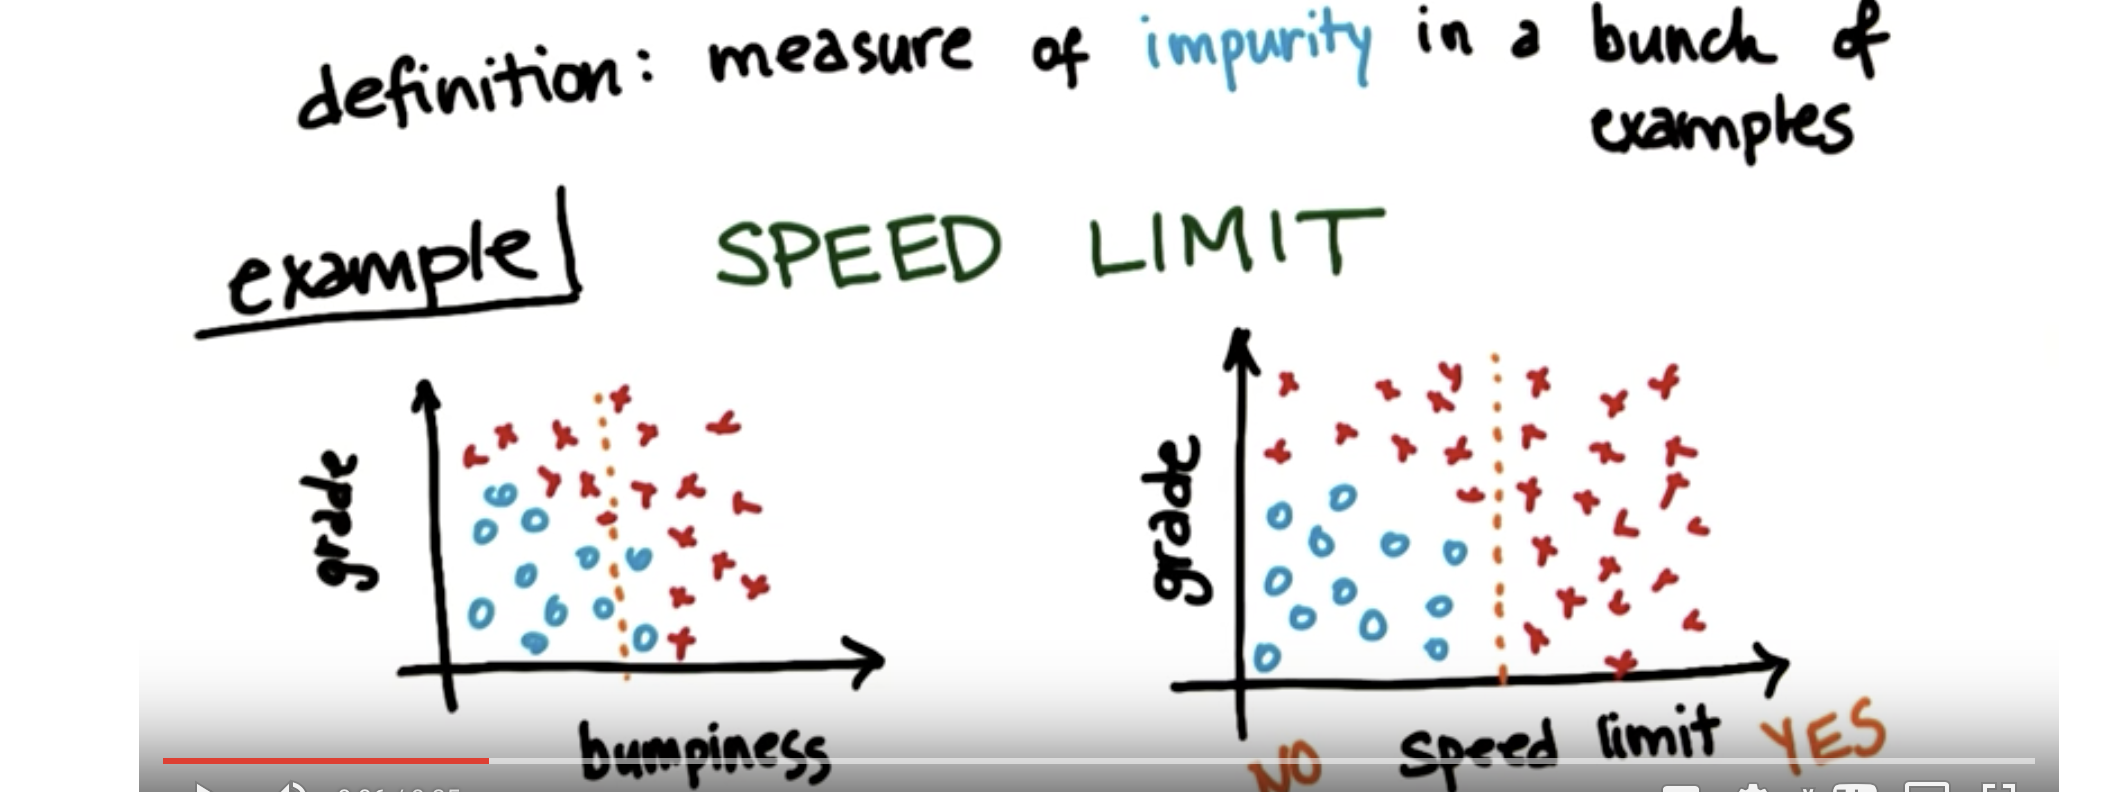 definition: measure of impurity in a bunch of
examples
example SPEED LIMIT
grade
bumpiness
grade
NO speed limit YES